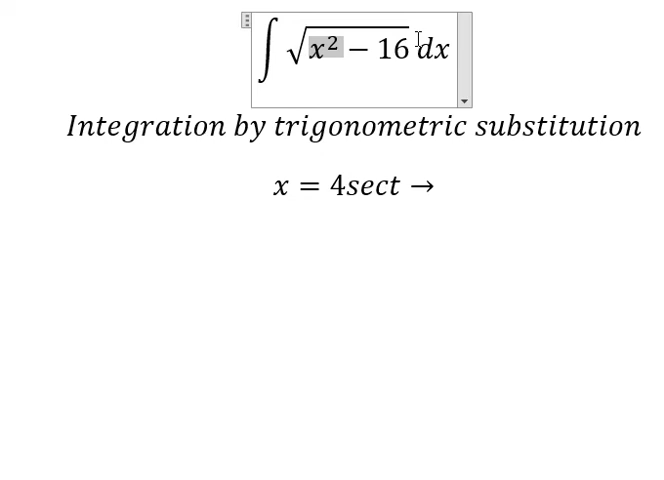 ∫ √(x² − 16) dx
Integration by trigonometric substitution
x = 4sect →